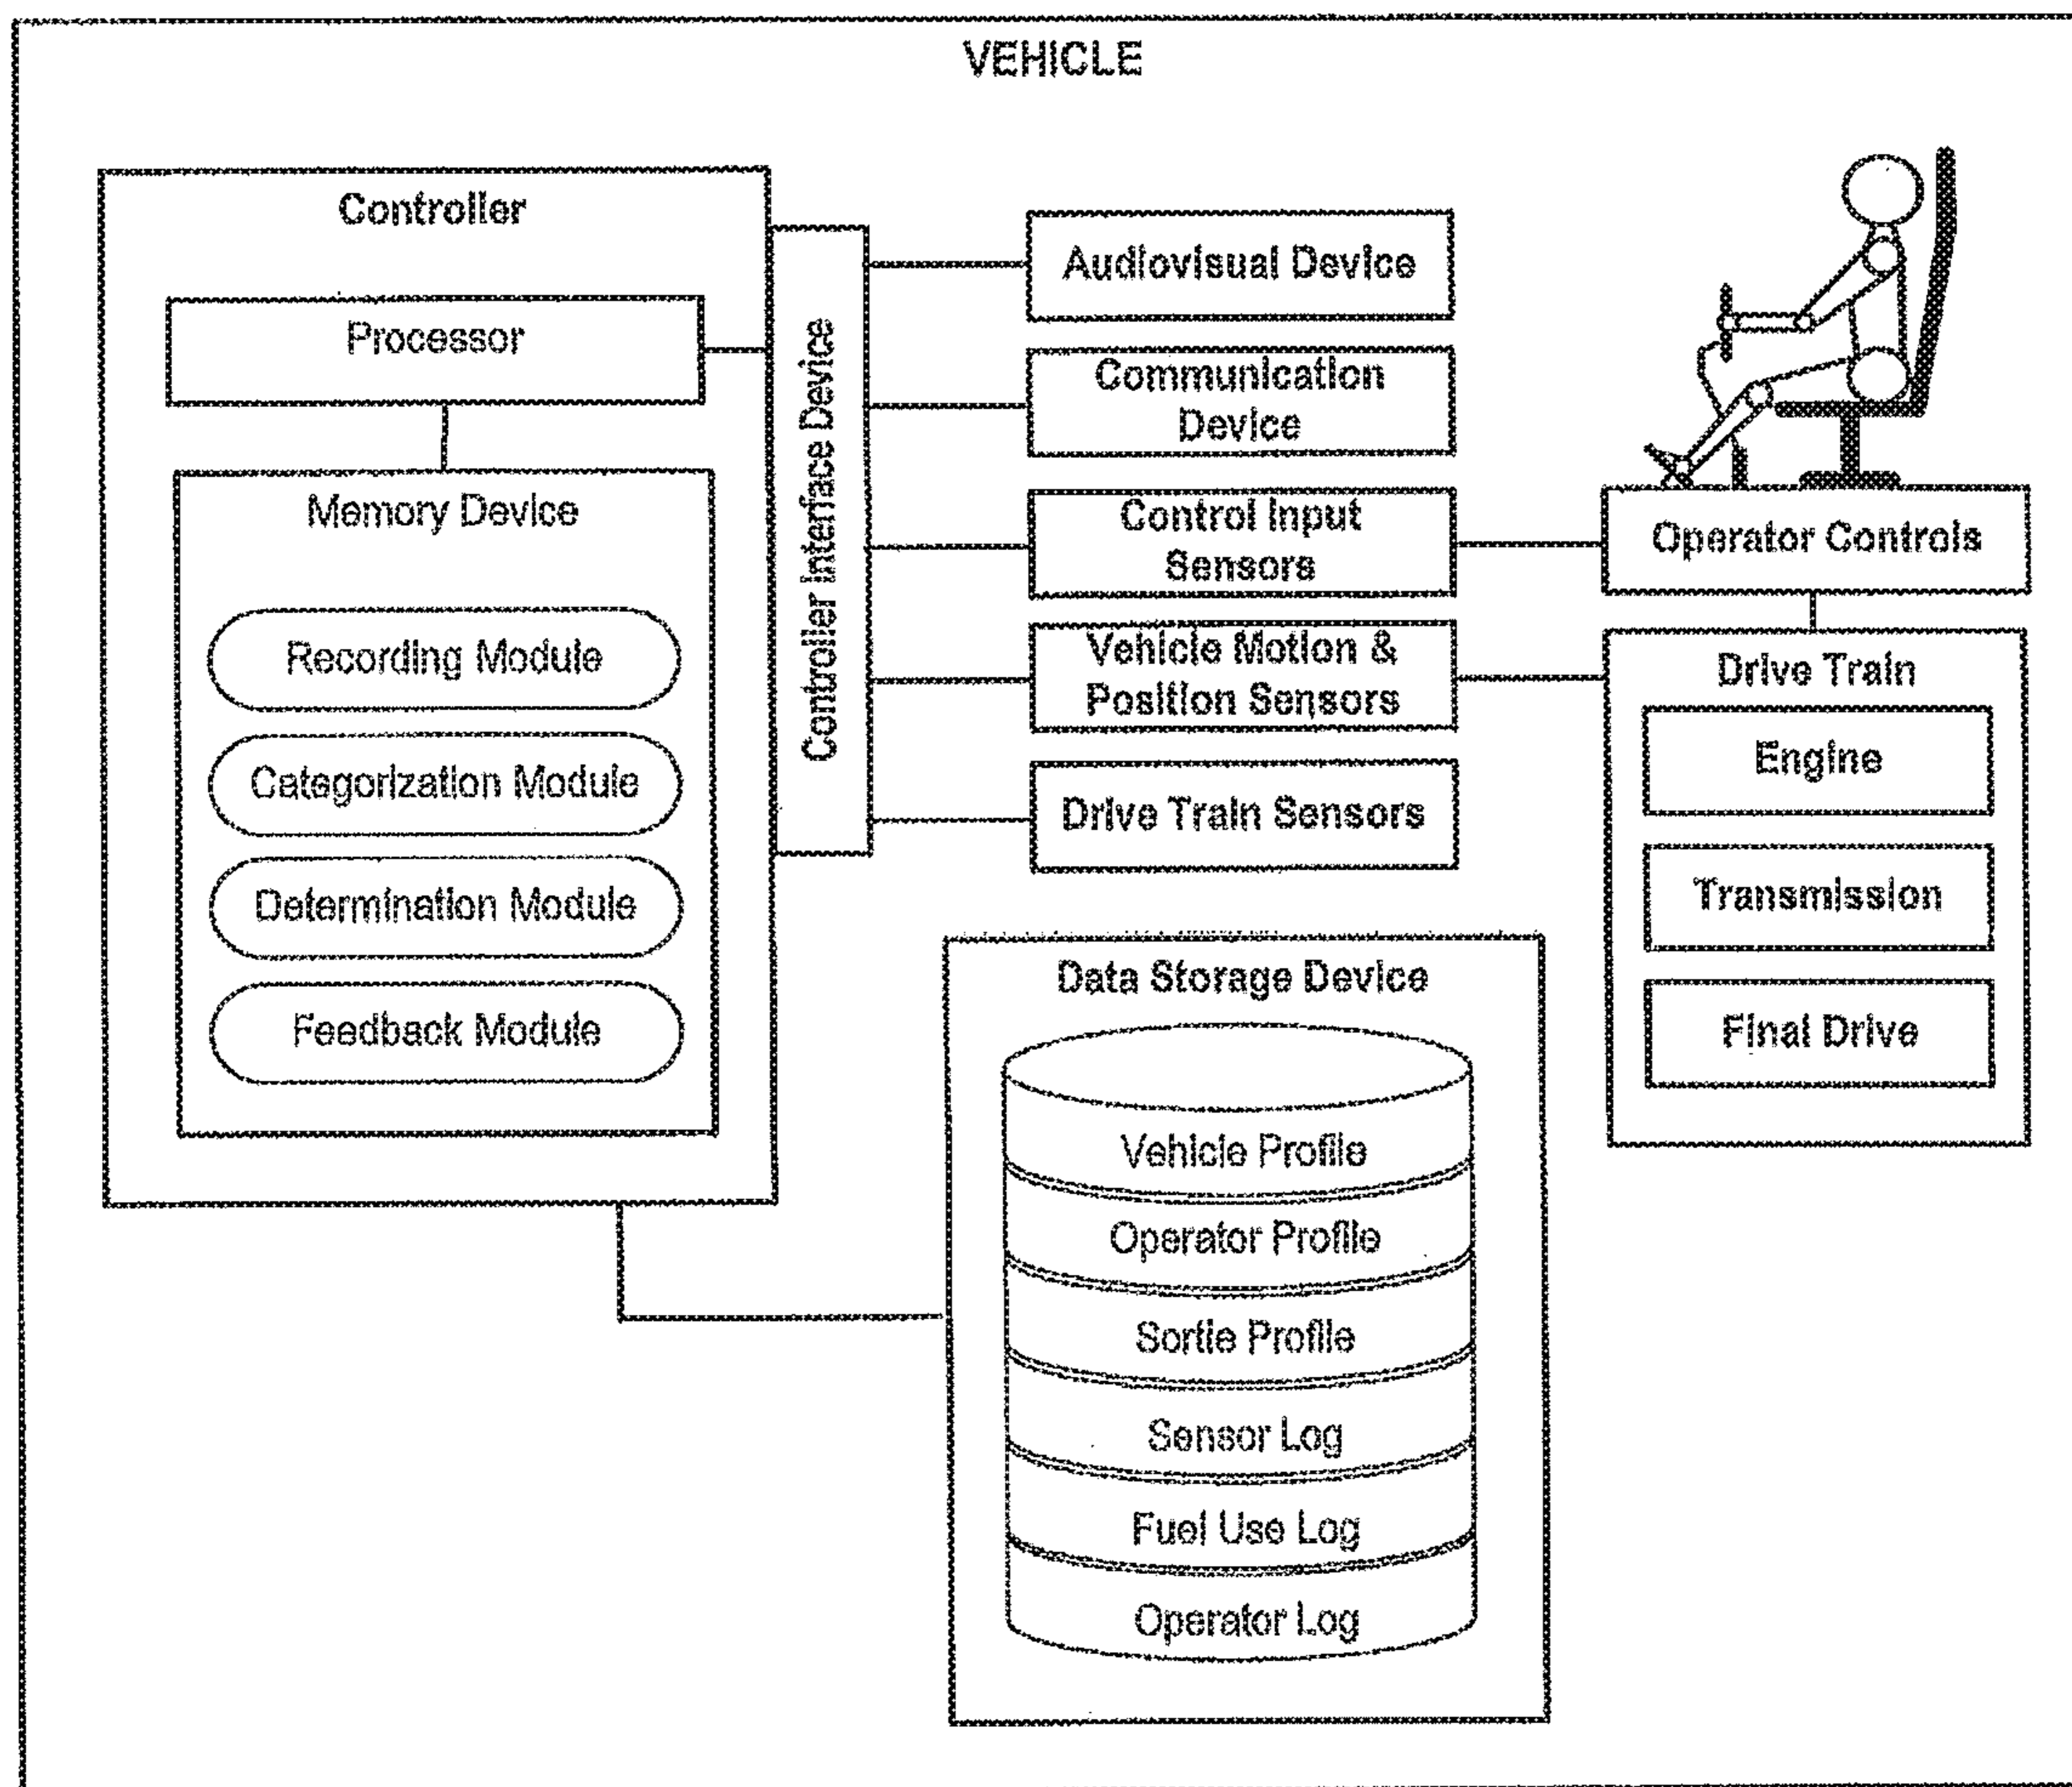 VEHICLE
Controller
Processor
Memory Device
Recording Module
Categorization Module
Determination Module
Feedback Module
Controller Interface Device
Audiovisual Device
Communication
Device
Control Input
Sensors
Vehicle Motion &
Position Sensors
Drive Train Sensors
Operator Controls
Drive Train
Engine
Transmission
Final Drive
Data Storage Device
Vehicle Profile
Operator Profile
Sortie Profile
Sensor Log
Fuel Use Log
Operator Log